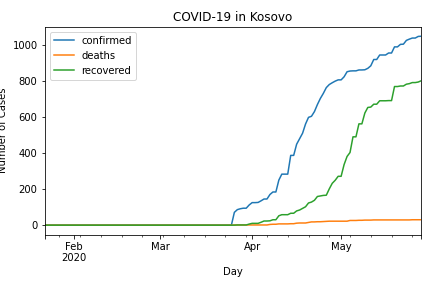 COVID-19 in Kosovo
confirmed
deaths
recovered
1000
800
600
400
200
0
Number of Cases
Feb
2020
Mar
Apr
May
Day